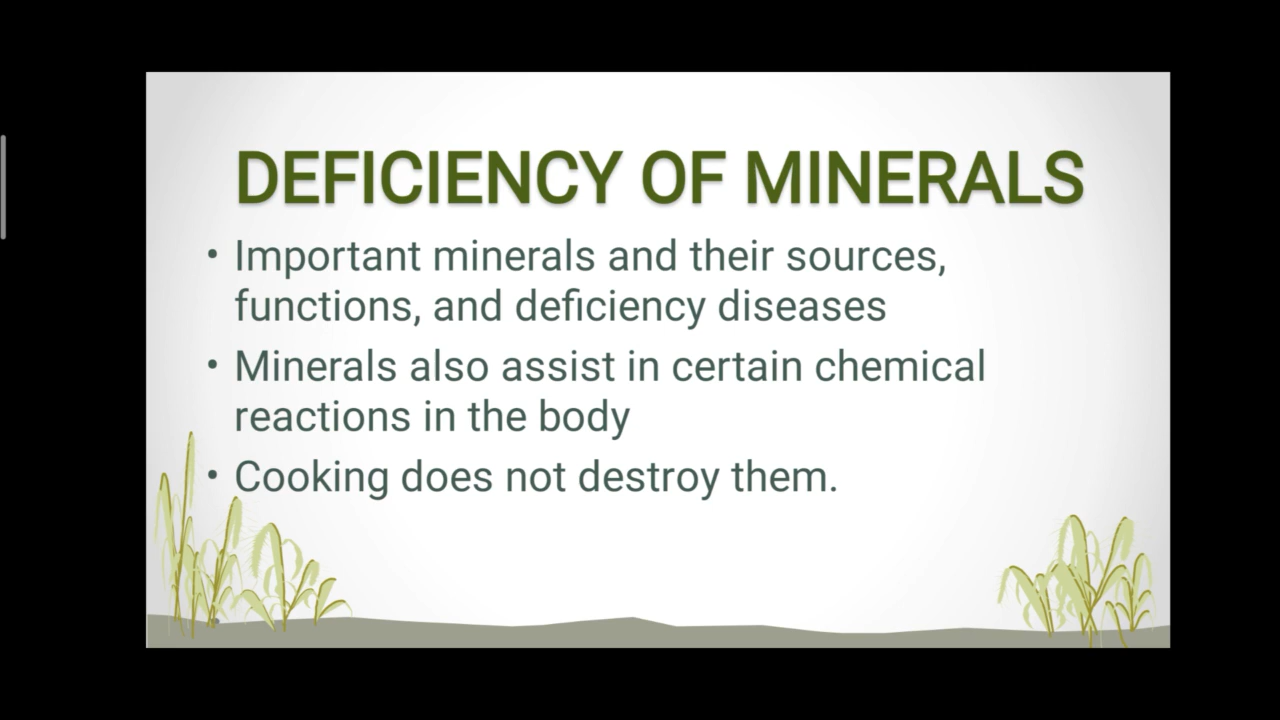 DEFICIENCY OF MINERALS
• Important minerals and their sources,
functions, and deficiency diseases
• Minerals also assist in certain chemical
reactions in the body
• Cooking does not destroy them.